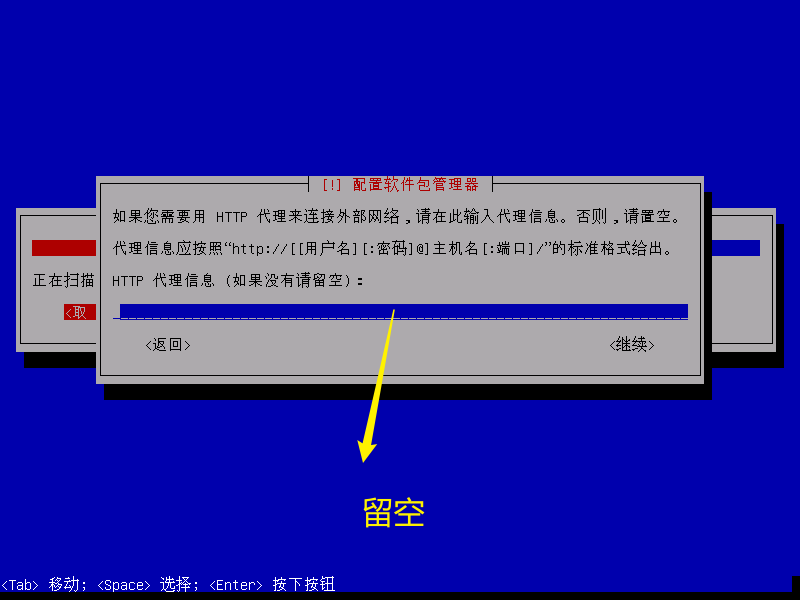 [!] 配置软件包管理器
如果您需要用 HTTP 代理来连接外部网络，请在此输入代理信息。否则，请置空。
代理信息应按照“http://[[用户名][:密码]@]主机名[:端口]/”的标准格式给出。
正在扫描
HTTP 代理信息 (如果没有请留空)：
<取
<返回>
<继续>
留空
<Tab> 移动; <Space> 选择; <Enter> 按下按钮